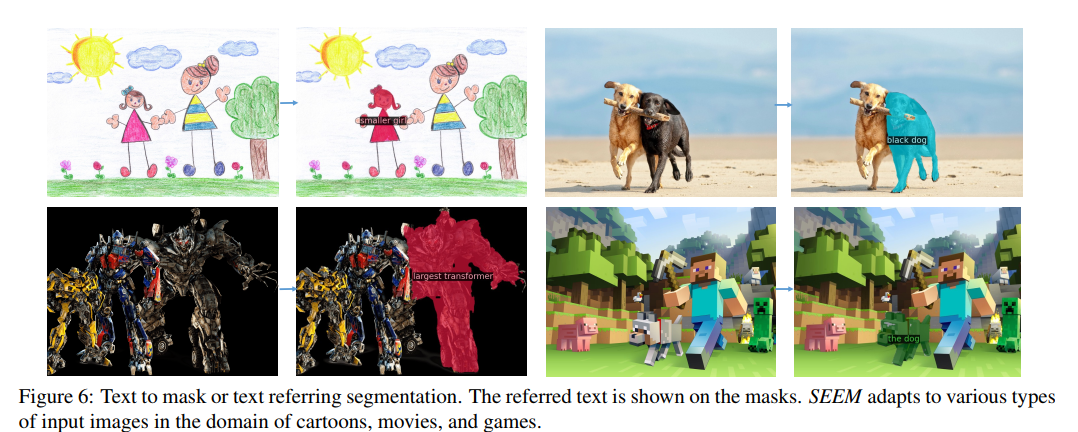 smaller girl
black dog
largest transformer
the dog
Figure 6: Text to mask or text referring segmentation. The referred text is shown on the masks. SEEM adapts to various types
of input images in the domain of cartoons, movies, and games.